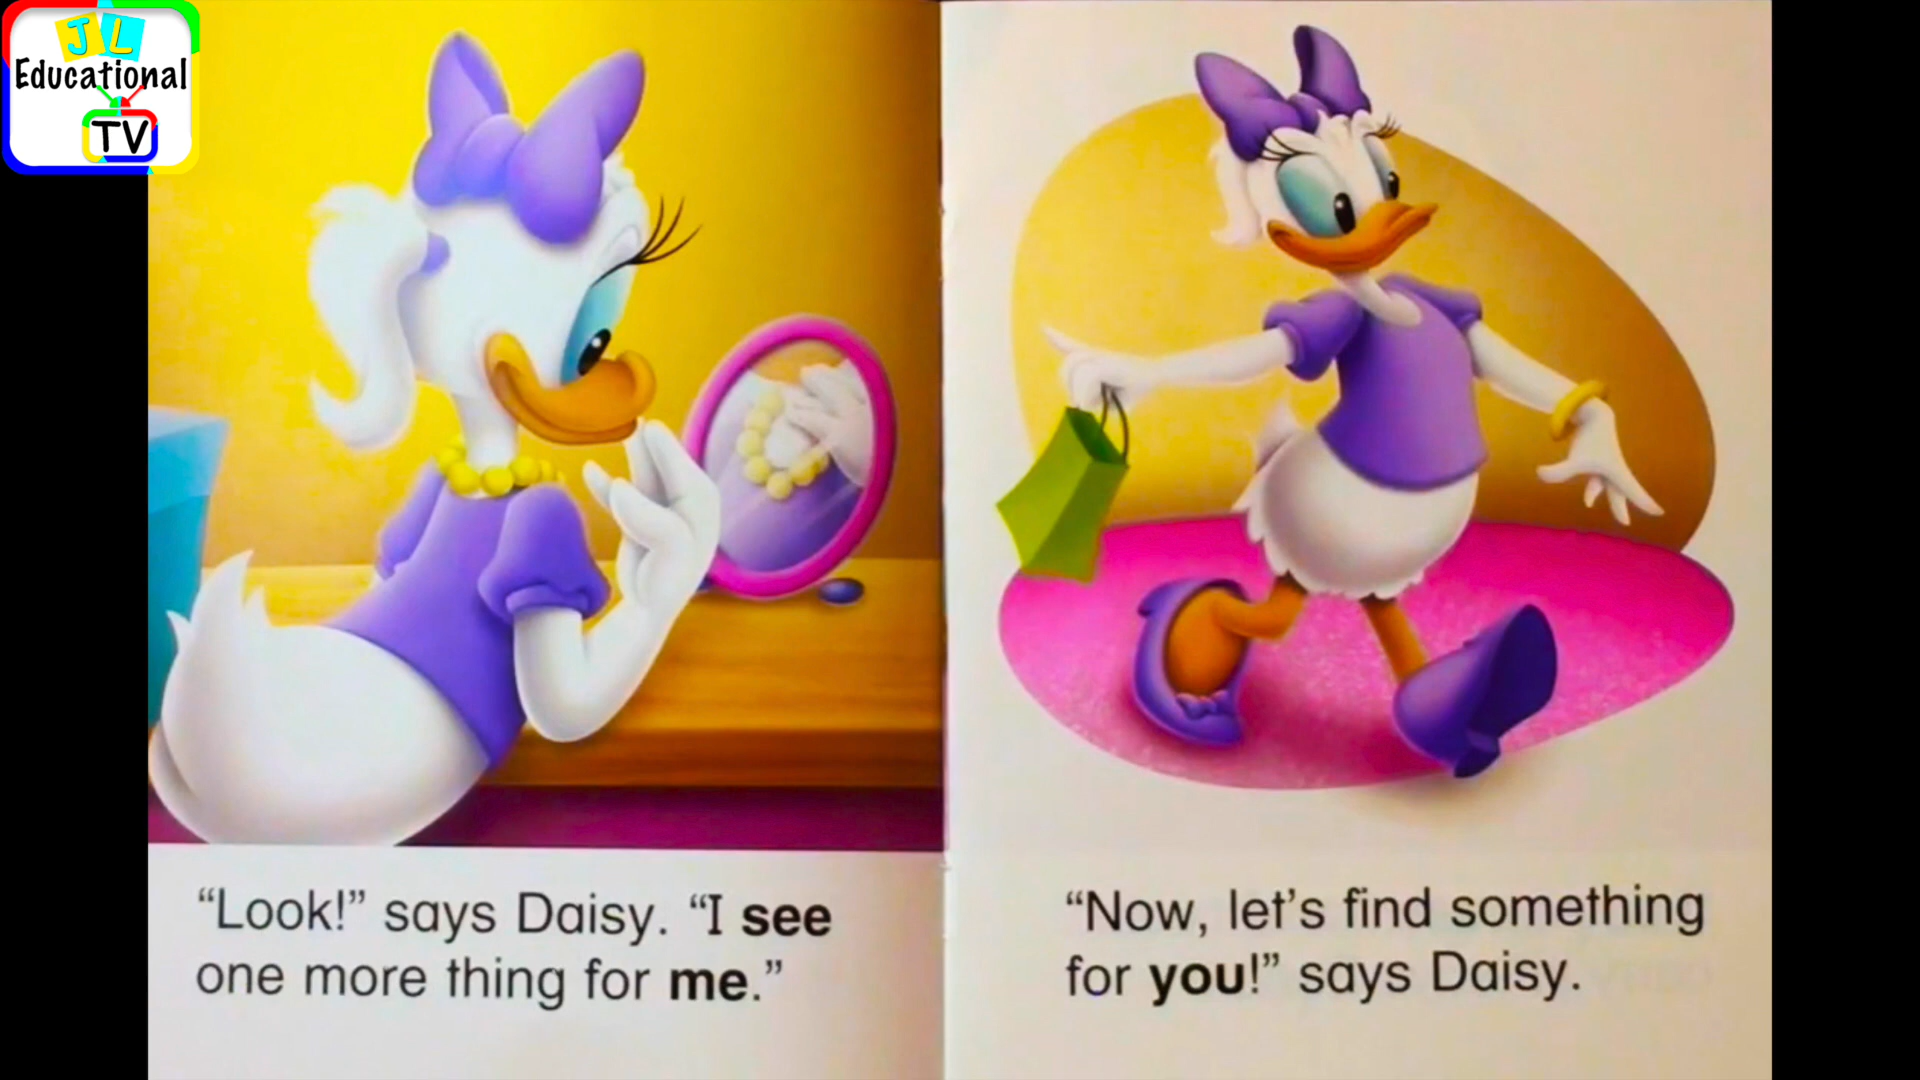 JL
Educational
TV
“Look!” says Daisy. “I see
one more thing for me.”
“Now, let’s find something
for you!” says Daisy.